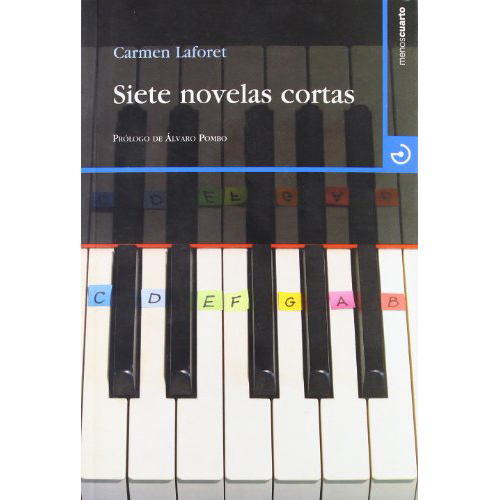 Carmen Laforet
Siete novelas cortas
PRÓLOGO DE ÁLVARO POMBO
menoscuarto
C D E F G A B
C D E F G A B